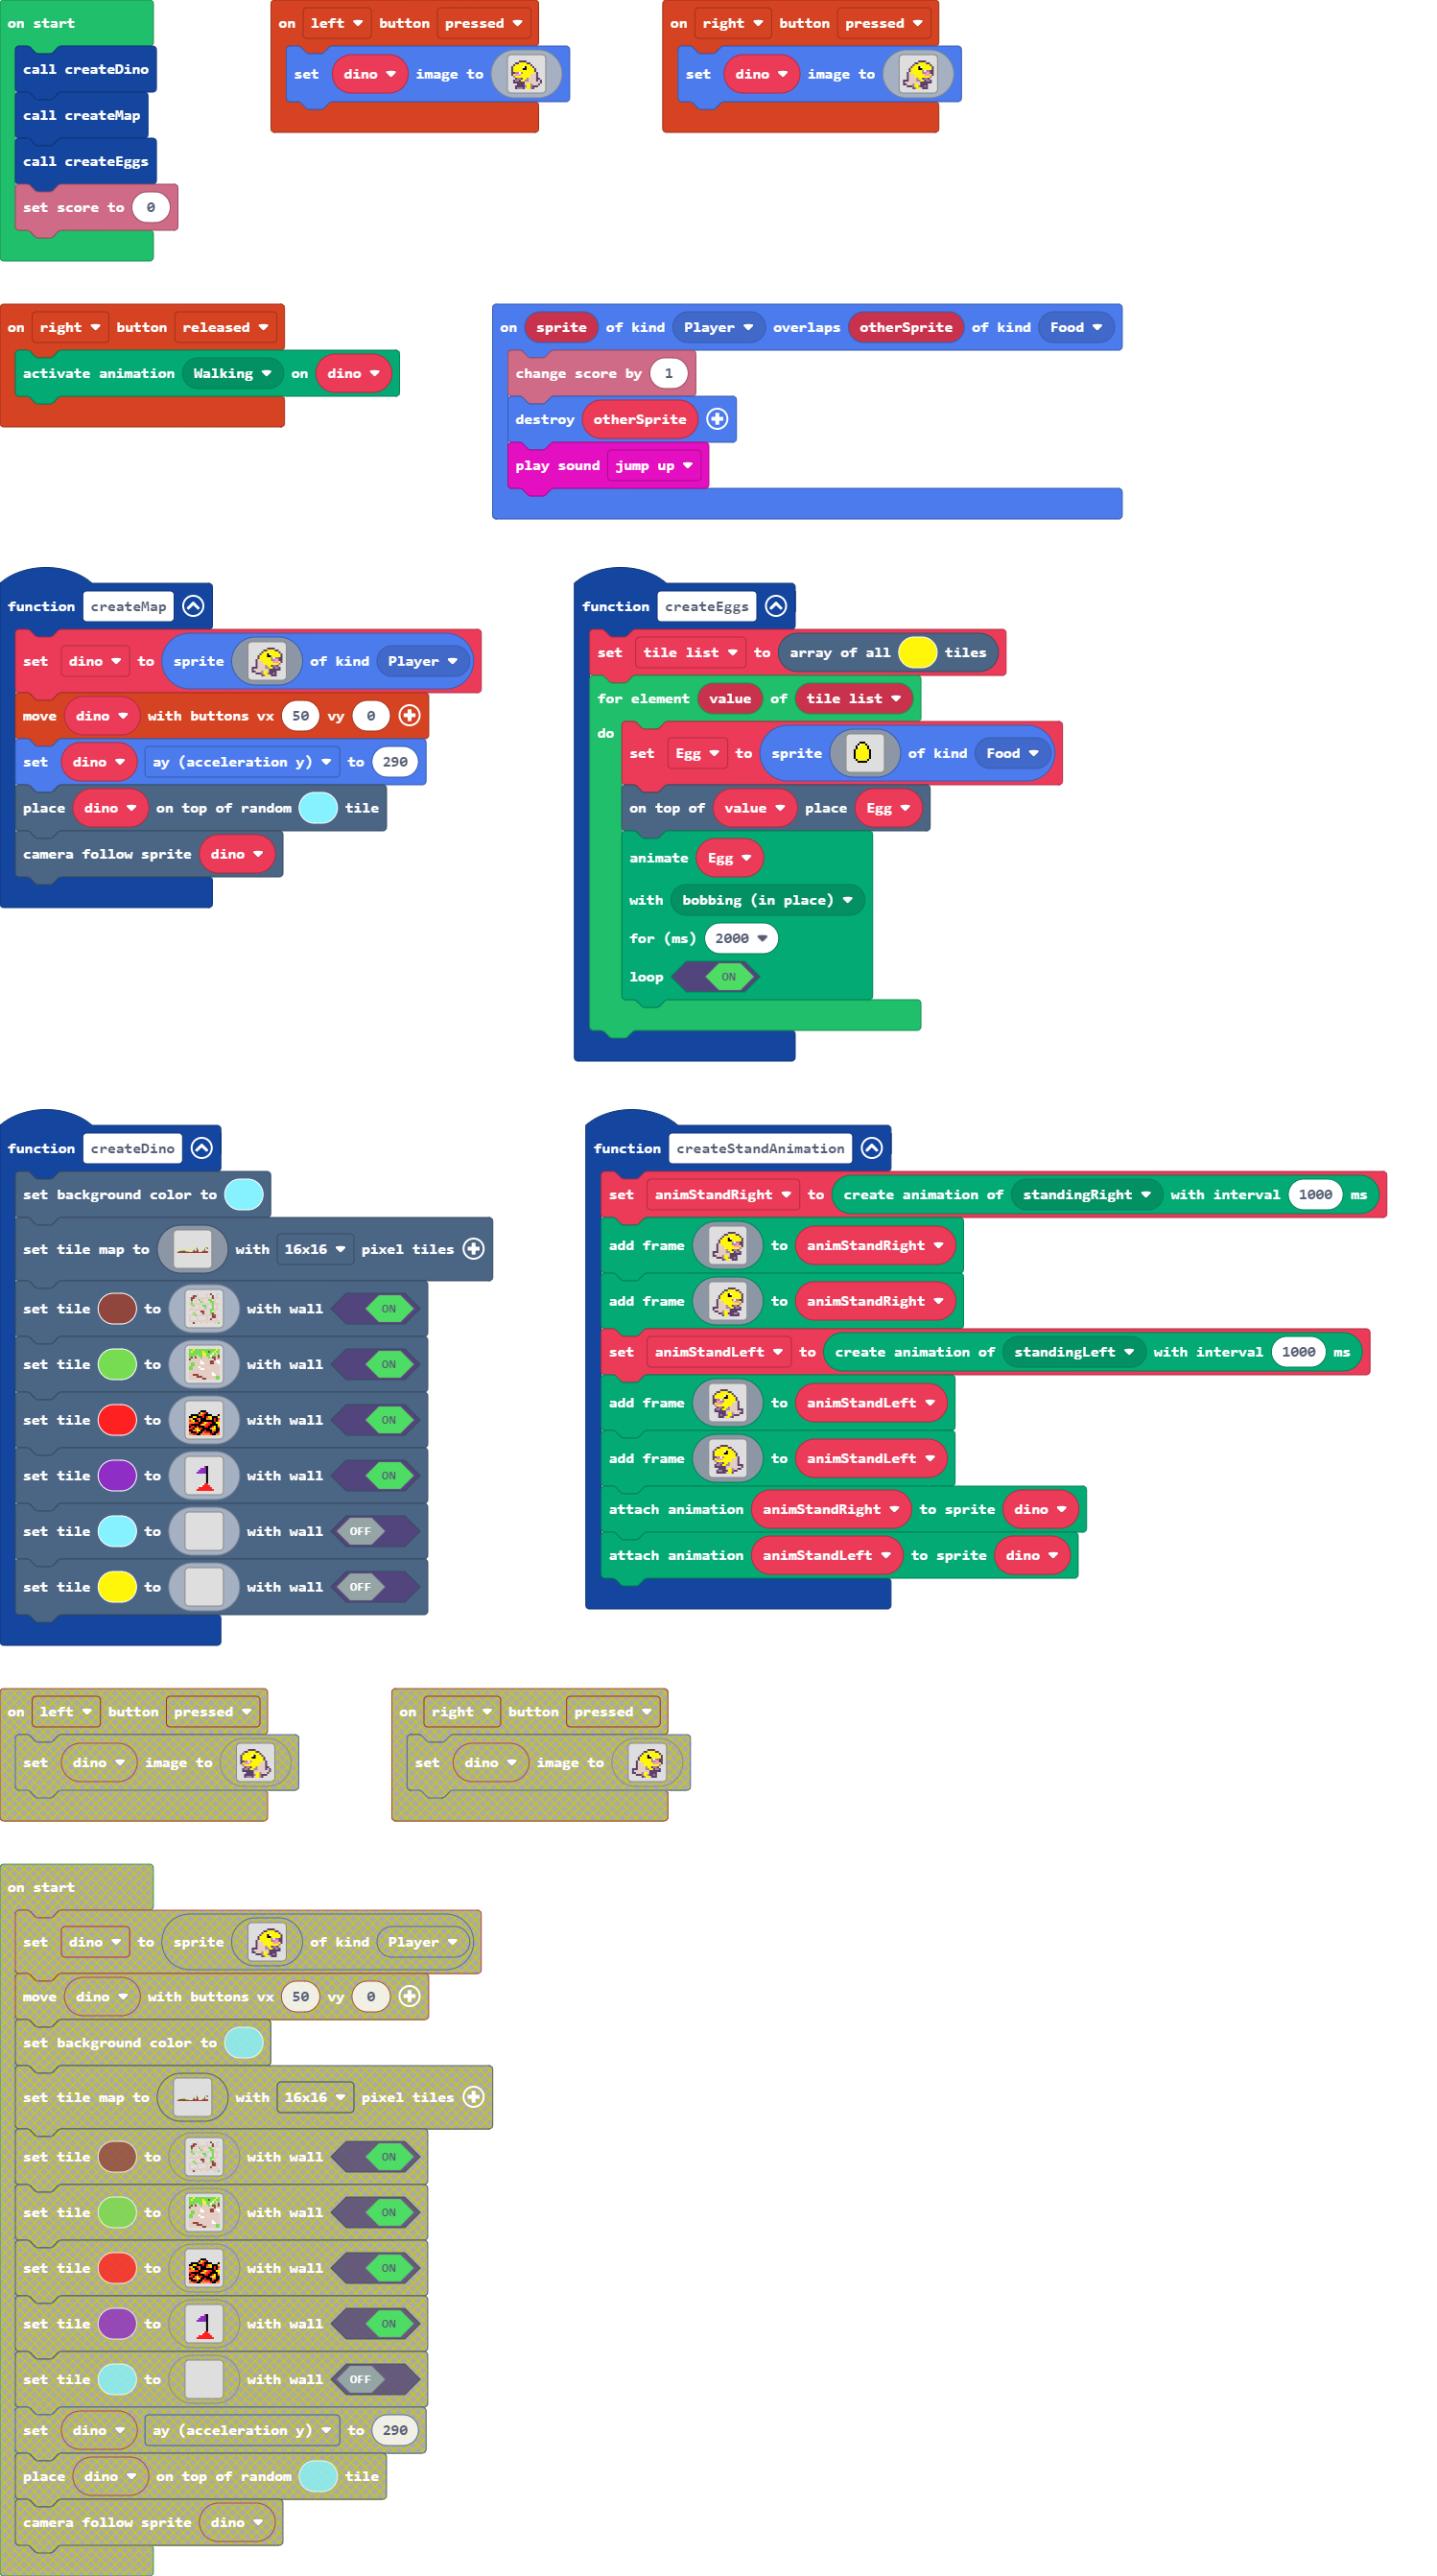 on start
call createDino
call createMap
call createEggs
set score to 0
on left button pressed
set dino image to
on right button pressed
set dino image to
on right button released
activate animation Walking on dino
on sprite of kind Player overlaps otherSprite of kind Food
change score by 1
destroy otherSprite
play sound jump up
function createMap
set dino to sprite of kind Player
move dino with buttons vx 50 vy 0
set dino ay (acceleration y) to 290
place dino on top of random tile
camera follow sprite dino
function createEggs
set tile list to array of all tiles
for element value of tile list
do
set Egg to sprite of kind Food
on top of value place Egg
animate Egg
with bobbing (in place)
for (ms) 2000
loop ON
function createDino
set background color to
set tile map to with 16x16 pixel tiles
set tile to with wall ON
set tile to with wall ON
set tile to with wall ON
set tile to with wall ON
set tile to with wall OFF
set tile to with wall OFF
function createStandAnimation
set animStandRight to create animation of standingRight with interval 1000 ms
add frame to animStandRight
add frame to animStandRight
set animStandLeft to create animation of standingLeft with interval 1000 ms
add frame to animStandLeft
add frame to animStandLeft
attach animation animStandRight to sprite dino
attach animation animStandLeft to sprite dino
on left button pressed
set dino image to
on right button pressed
set dino image to
on start
set dino to sprite of kind Player
move dino with buttons vx 50 vy 0
set background color to
set tile map to with 16x16 pixel tiles
set tile to with wall ON
set tile to with wall ON
set tile to with wall ON
set tile to with wall ON
set tile to with wall OFF
set dino ay (acceleration y) to 290
place dino on top of random tile
camera follow sprite dino